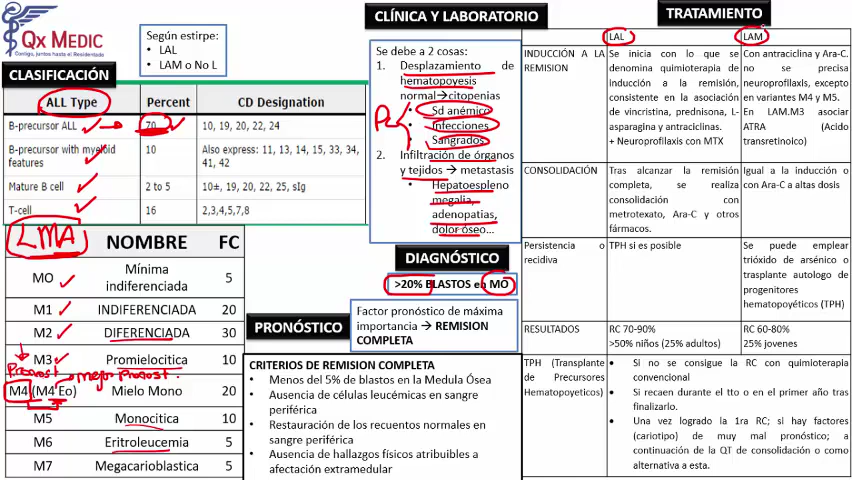 Qx MEDIC
Contigo, juntos hasta el Residentado
Según estirpe:
• LAL
• LAM o No L
CLASIFICACIÓN
ALL Type Percent CD Designation
B-precursor ALL 70 10, 19, 20, 22, 24
B-precursor with myeloid features 10 Also express: 11, 13, 14, 15, 33, 34, 41, 42
Mature B cell 2 to 5 10±, 19, 20, 22, 25, sIg
T-cell 16 2,3,4,5,7,8
LMA NOMBRE FC
MO Mínima indiferenciada 5
M1 INDIFERENCIADA 20
M2 DIFERENCIADA 30
M3 Promielocitica 10
Pronost
mejor Pronost.
M4 (M4 Eo) Mielo Mono 20
M5 Monocitica 10
M6 Eritroleucemia 5
M7 Megacarioblastica 5
CLÍNICA Y LABORATORIO
Se debe a 2 cosas:
1. Desplazamiento de
hematopoyesis
normal→citopenias
• Sd anémico
• Infecciones
• Sangrados
2. Infiltración de órganos
y tejidos → metastasis
• Hepatoespleno
megalia,
adenopatias,
dolor óseo...
DIAGNÓSTICO
>20% BLASTOS en MO
PRONÓSTICO
Factor pronóstico de máxima
importancia → REMISION
COMPLETA
CRITERIOS DE REMISION COMPLETA
• Menos del 5% de blastos en la Medula Ósea
• Ausencia de células leucémicas en sangre
periférica
• Restauración de los recuentos normales en
sangre periférica
• Ausencia de hallazgos físicos atribuibles a
afectación extramedular
TRATAMIENTO
LAL LAM
INDUCCIÓN A LA
REMISION
Se inicia con lo que se
denomina quimioterapia de
inducción a la remisión,
consistente en la asociación
de vincristina, prednisona, L-
asparagina y antraciclinas.
+ Neuroprofilaxis con MTX
Con antraciclina y Ara-C.
no se precisa
neuroprofilaxis, excepto
en variantes M4 y M5.
En LAM.M3 asociar
ATRA (Acido
transretinoico)
CONSOLIDACIÓN
Tras alcanzar la remisión
completa, se realiza
consolidación con
metrotexato, Ara-C y otros
fármacos.
Igual a la inducción o
con Ara-C a altas dosis
Persistencia o
recidiva
TPH si es posible
Se puede emplear
trióxido de arsénico o
trasplante autologo de
progenitores
hematopoyéticos (TPH)
RESULTADOS
RC 70-90%
>50% niños (25% adultos)
RC 60-80%
25% jovenes
TPH (Transplante
de Precursores
Hematopoyeticos)
• Si no se consigue la RC con quimioterapia
convencional
• Si recaen durante el tto o en el primer año tras
finalizarlo.
• Una vez logrado la 1ra RC; si hay factores
(cariotipo) de muy mal pronóstico; a
continuación de la QT de consolidación o como
alternativa a esta.